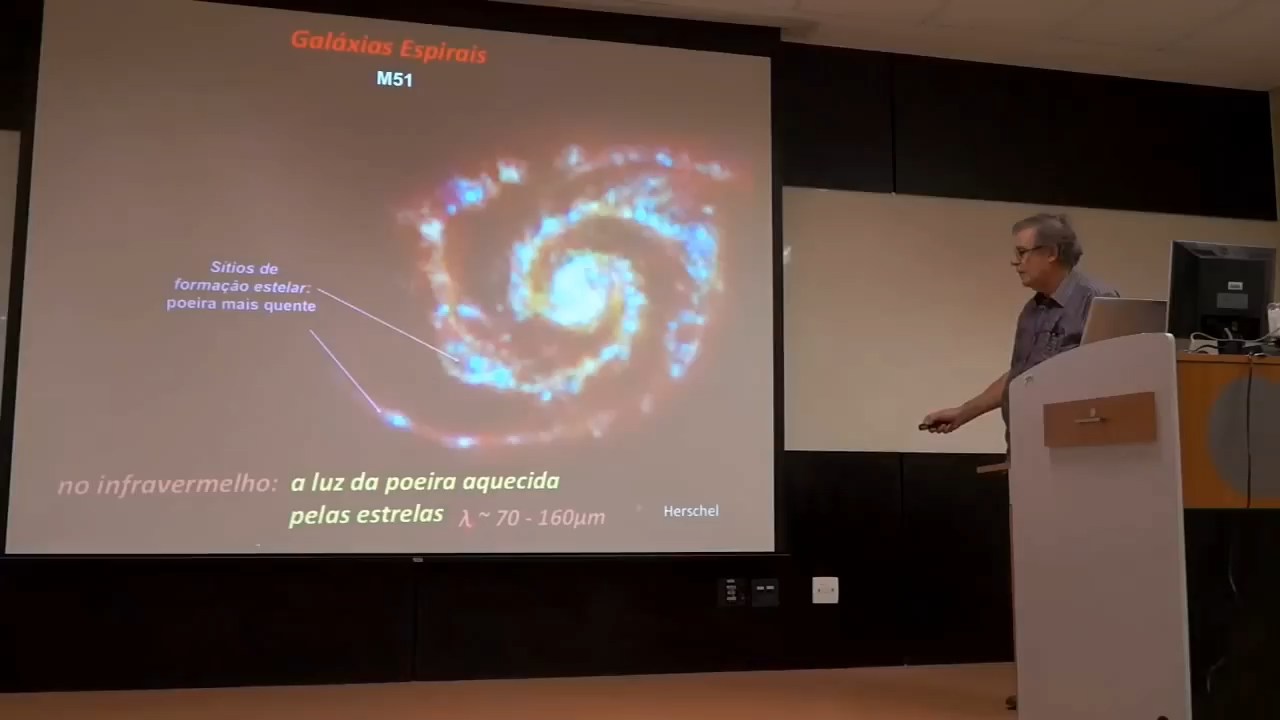 Galáxias Espirais
M51
Sítios de
formação estelar:
poeira mais quente
no infravermelho: a luz da poeira aquecida
pelas estrelas λ ~ 70 - 160μm
Herschel